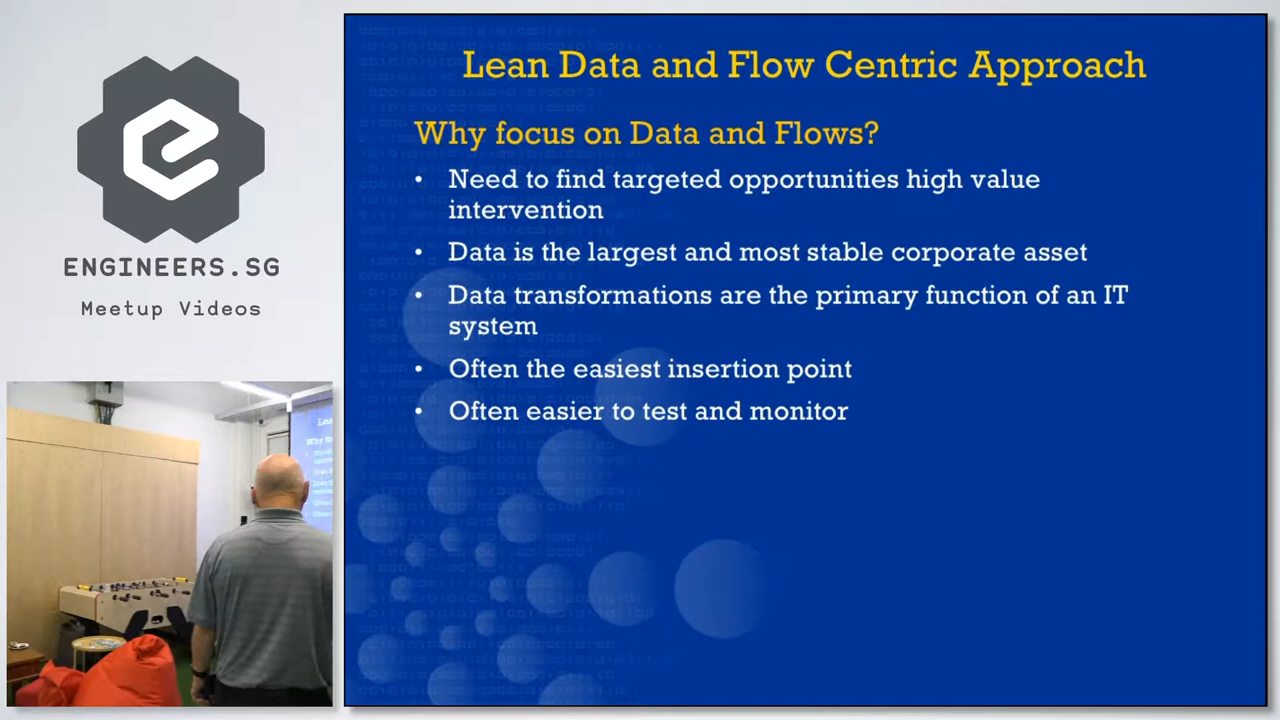 ENGINEERS.SG
Meetup Videos
Lean Data and Flow Centric Approach
Why focus on Data and Flows?
• Need to find targeted opportunities high value
intervention
• Data is the largest and most stable corporate asset
• Data transformations are the primary function of an IT
system
• Often the easiest insertion point
• Often easier to test and monitor